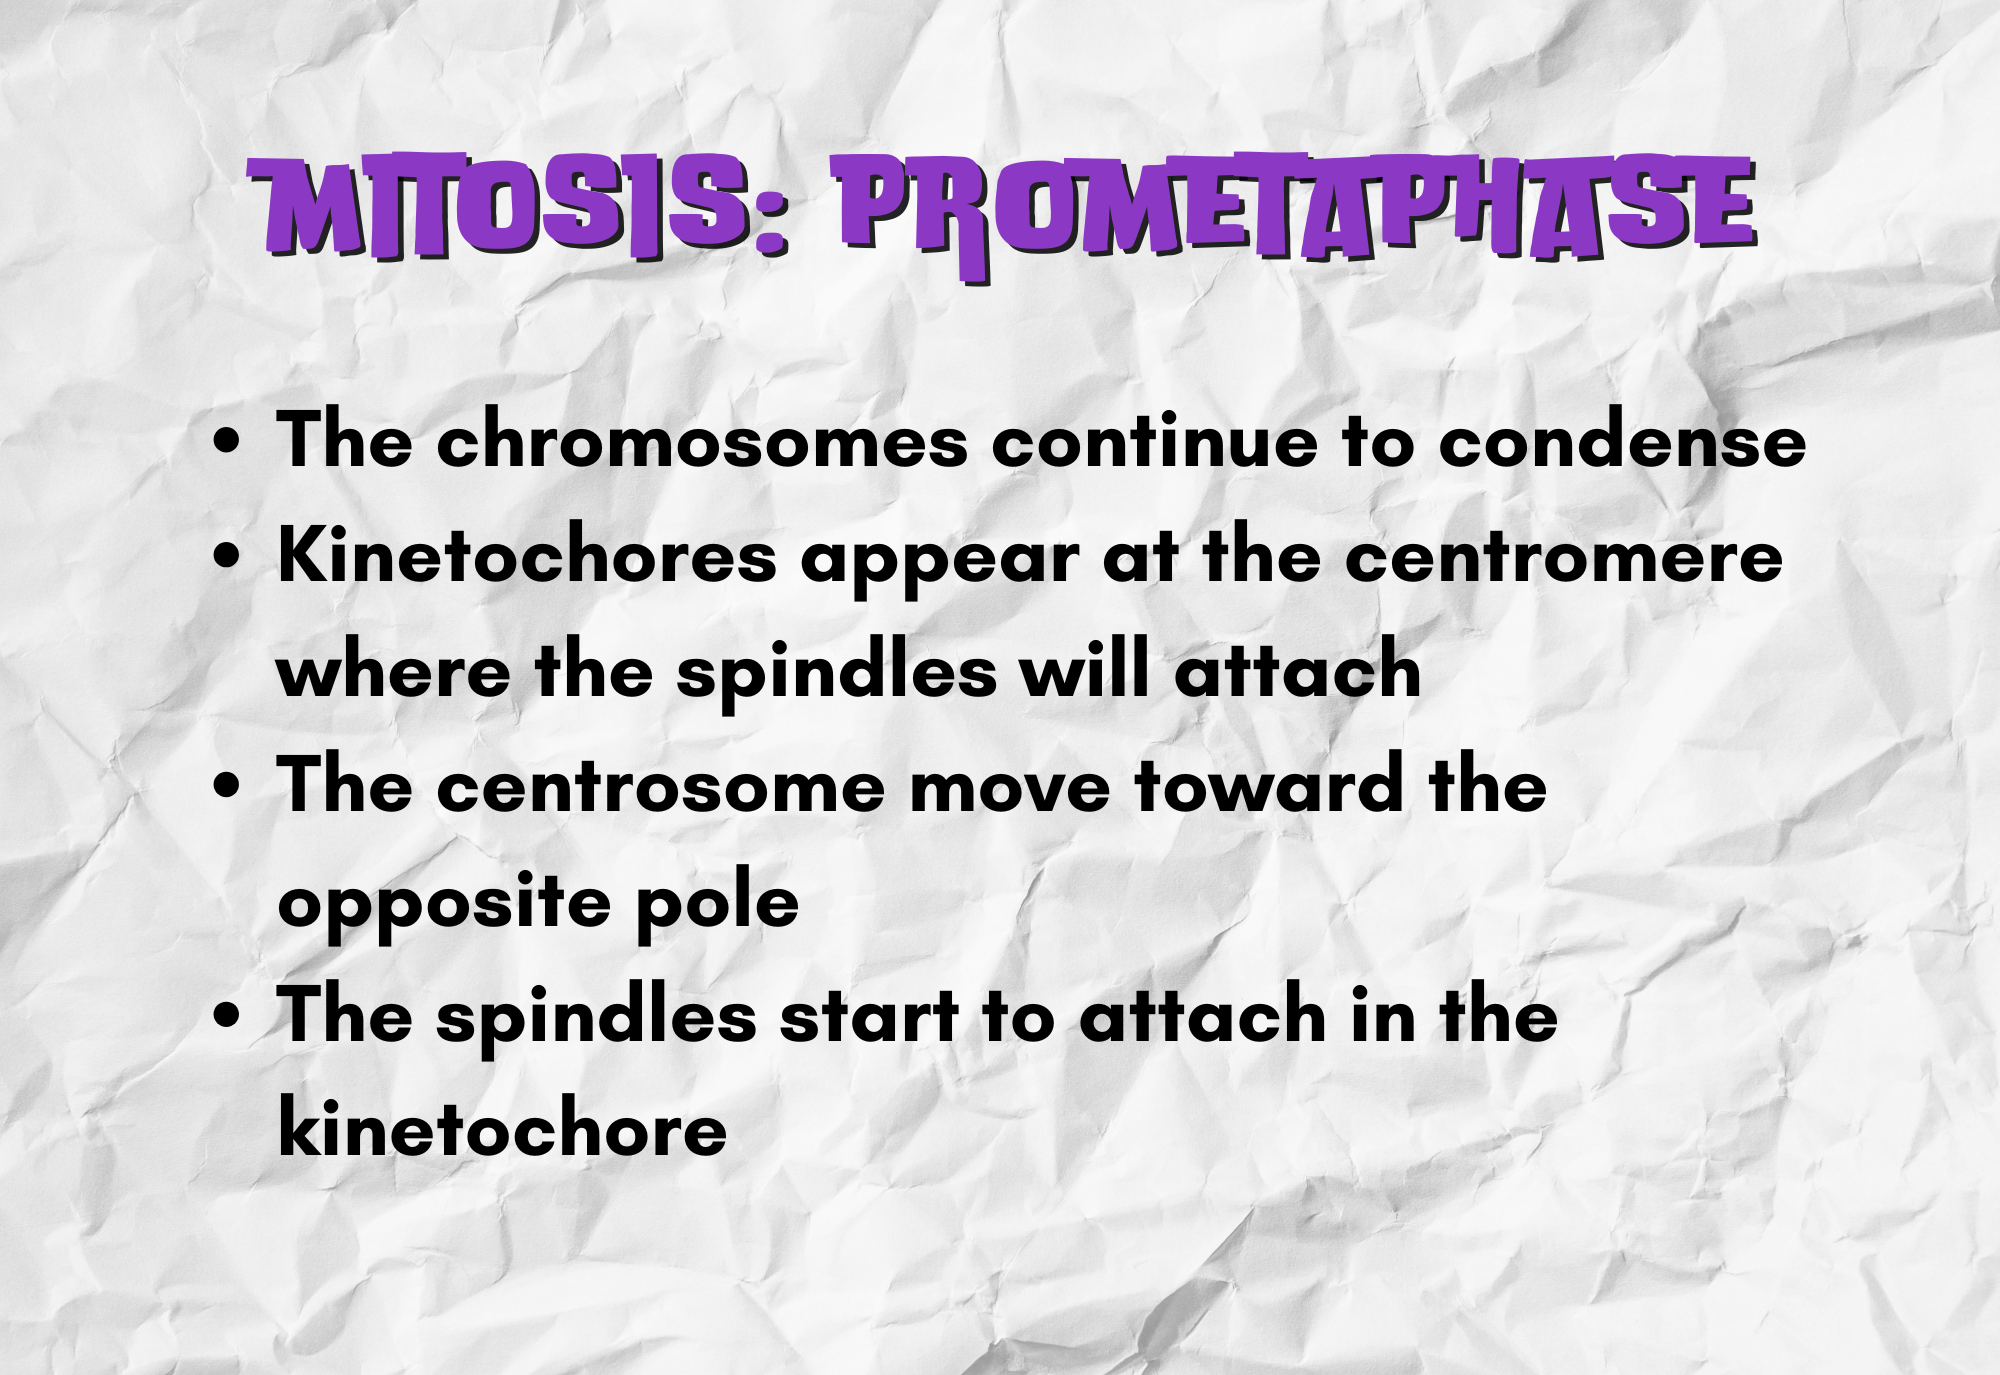 MITOSIS: PROMETAPHASE
• The chromosomes continue to condense
• Kinetochores appear at the centromere
where the spindles will attach
• The centrosome move toward the
opposite pole
• The spindles start to attach in the
kinetochore